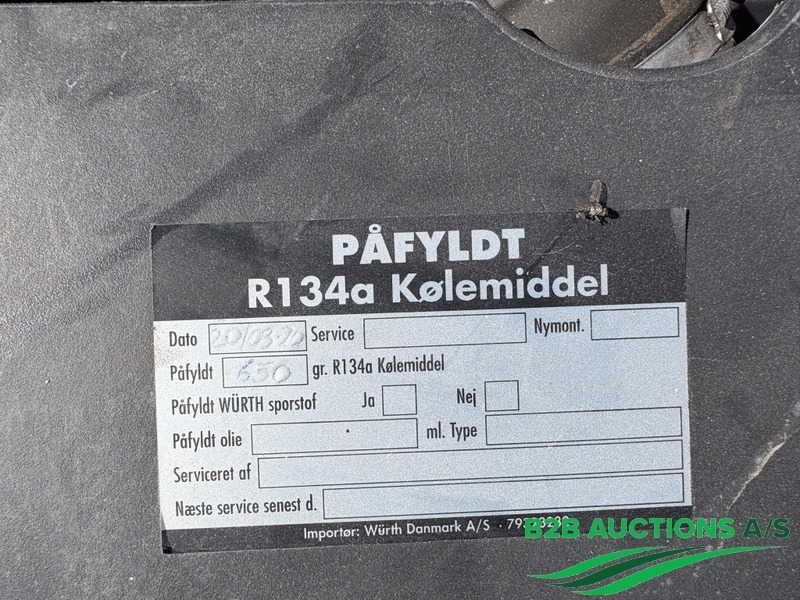 PÅFYLDT
R134a Kølemiddel
Dato 20/03-20 Service Nymont.
Påfyldt 650 gr. R134a Kølemiddel
Påfyldt WÜRTH sporstof Ja Nej
Påfyldt olie ml. Type
Serviceret af
Næste service senest d.
Importør: Würth Danmark A/S ·
B2B AUCTIONS A/S